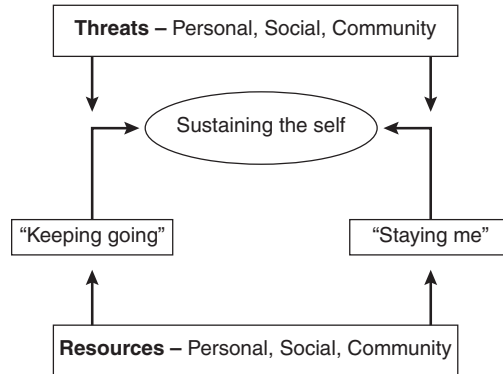 Threats – Personal, Social, Community
Sustaining the self
“Keeping going”
“Staying me”
Resources – Personal, Social, Community